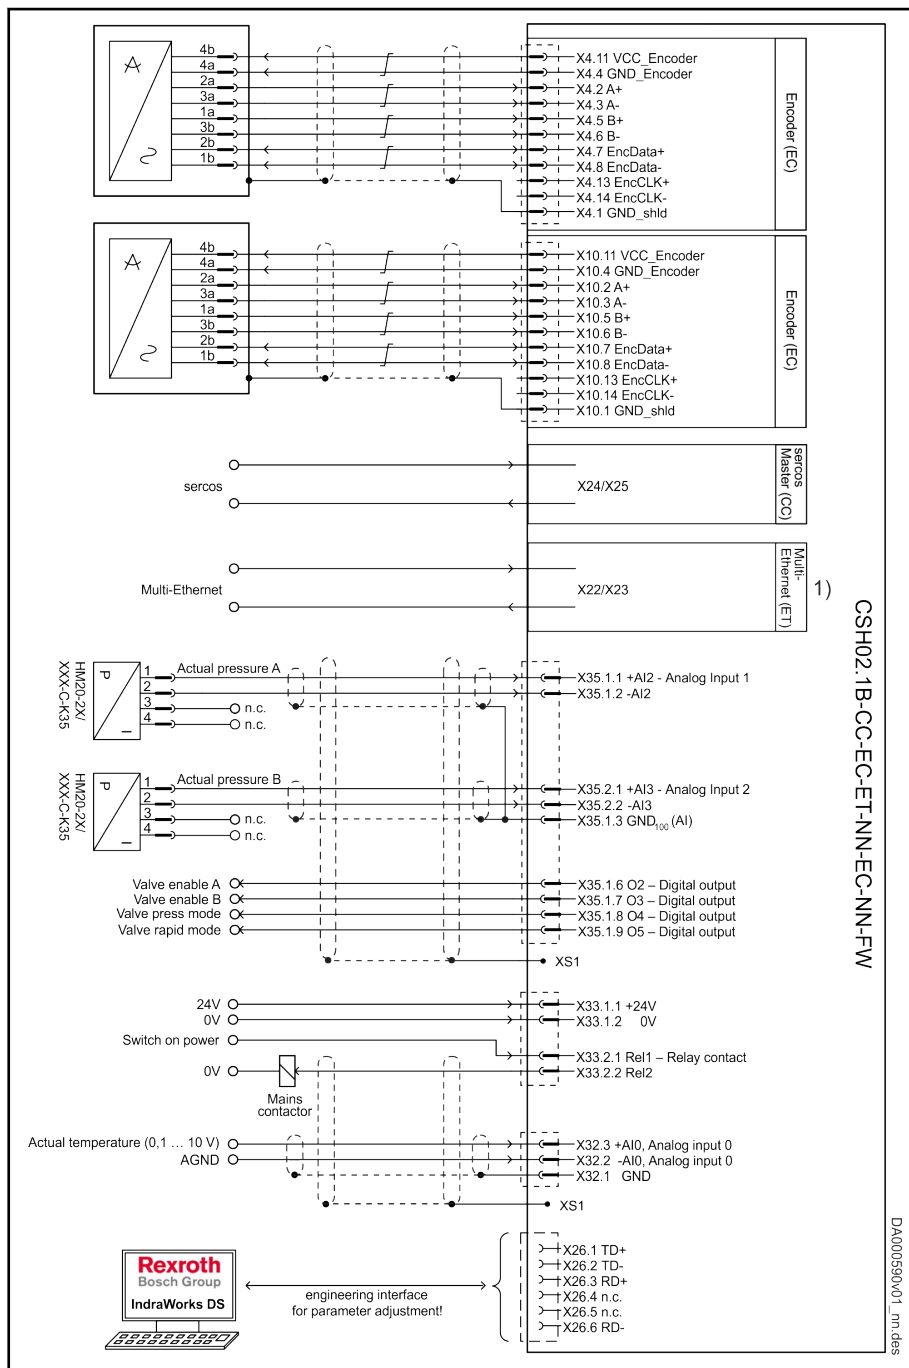 4b
4a
2a
3a
1a
3b
2b
1b
X4.11 VCC_Encoder
X4.4 GND_Encoder
X4.2 A+
X4.3 A-
X4.5 B+
X4.6 B-
X4.7 EncData+
X4.8 EncData-
X4.13 EncCLK+
X4.14 EncCLK-
X4.1 GND_shld
Encoder (EC)
4b
4a
2a
3a
1a
3b
2b
1b
X10.11 VCC_Encoder
X10.4 GND_Encoder
X10.2 A+
X10.3 A-
X10.5 B+
X10.6 B-
X10.7 EncData+
X10.8 EncData-
X10.13 EncCLK+
X10.14 EncCLK-
X10.1 GND_shld
Encoder (EC)
sercos
X24/X25
sercos
Master (CC)
Multi-Ethernet
X22/X23
Multi-
Ethernet (ET)
1)
CSH02.1B-CC-EC-ET-NN-EC-NN-FW
HM20-2X/
XXX-C-K35
P
I
1
2
3
4
Actual pressure A
n.c.
n.c.
X35.1.1 +AI2 - Analog Input 1
X35.1.2 -AI2
HM20-2X/
XXX-C-K35
P
I
1
2
3
4
Actual pressure B
n.c.
n.c.
X35.2.1 +AI3 - Analog Input 2
X35.2.2 -AI3
X35.1.3 GND100 (AI)
Valve enable A
Valve enable B
Valve press mode
Valve rapid mode
X35.1.6 O2 – Digital output
X35.1.7 O3 – Digital output
X35.1.8 O4 – Digital output
X35.1.9 O5 – Digital output
XS1
24V
0V
Switch on power
0V
Mains
contactor
X33.1.1 +24V
X33.1.2 0V
X33.2.1 Rel1 – Relay contact
X33.2.2 Rel2
Actual temperature (0,1 … 10 V)
AGND
X32.3 +AI0, Analog input 0
X32.2 -AI0, Analog input 0
X32.1 GND
XS1
Rexroth
Bosch Group
IndraWorks DS
engineering interface
for parameter adjustment!
X26.1 TD+
X26.2 TD-
X26.3 RD+
X26.4 n.c.
X26.5 n.c.
X26.6 RD-
DA000590v01_nn.des